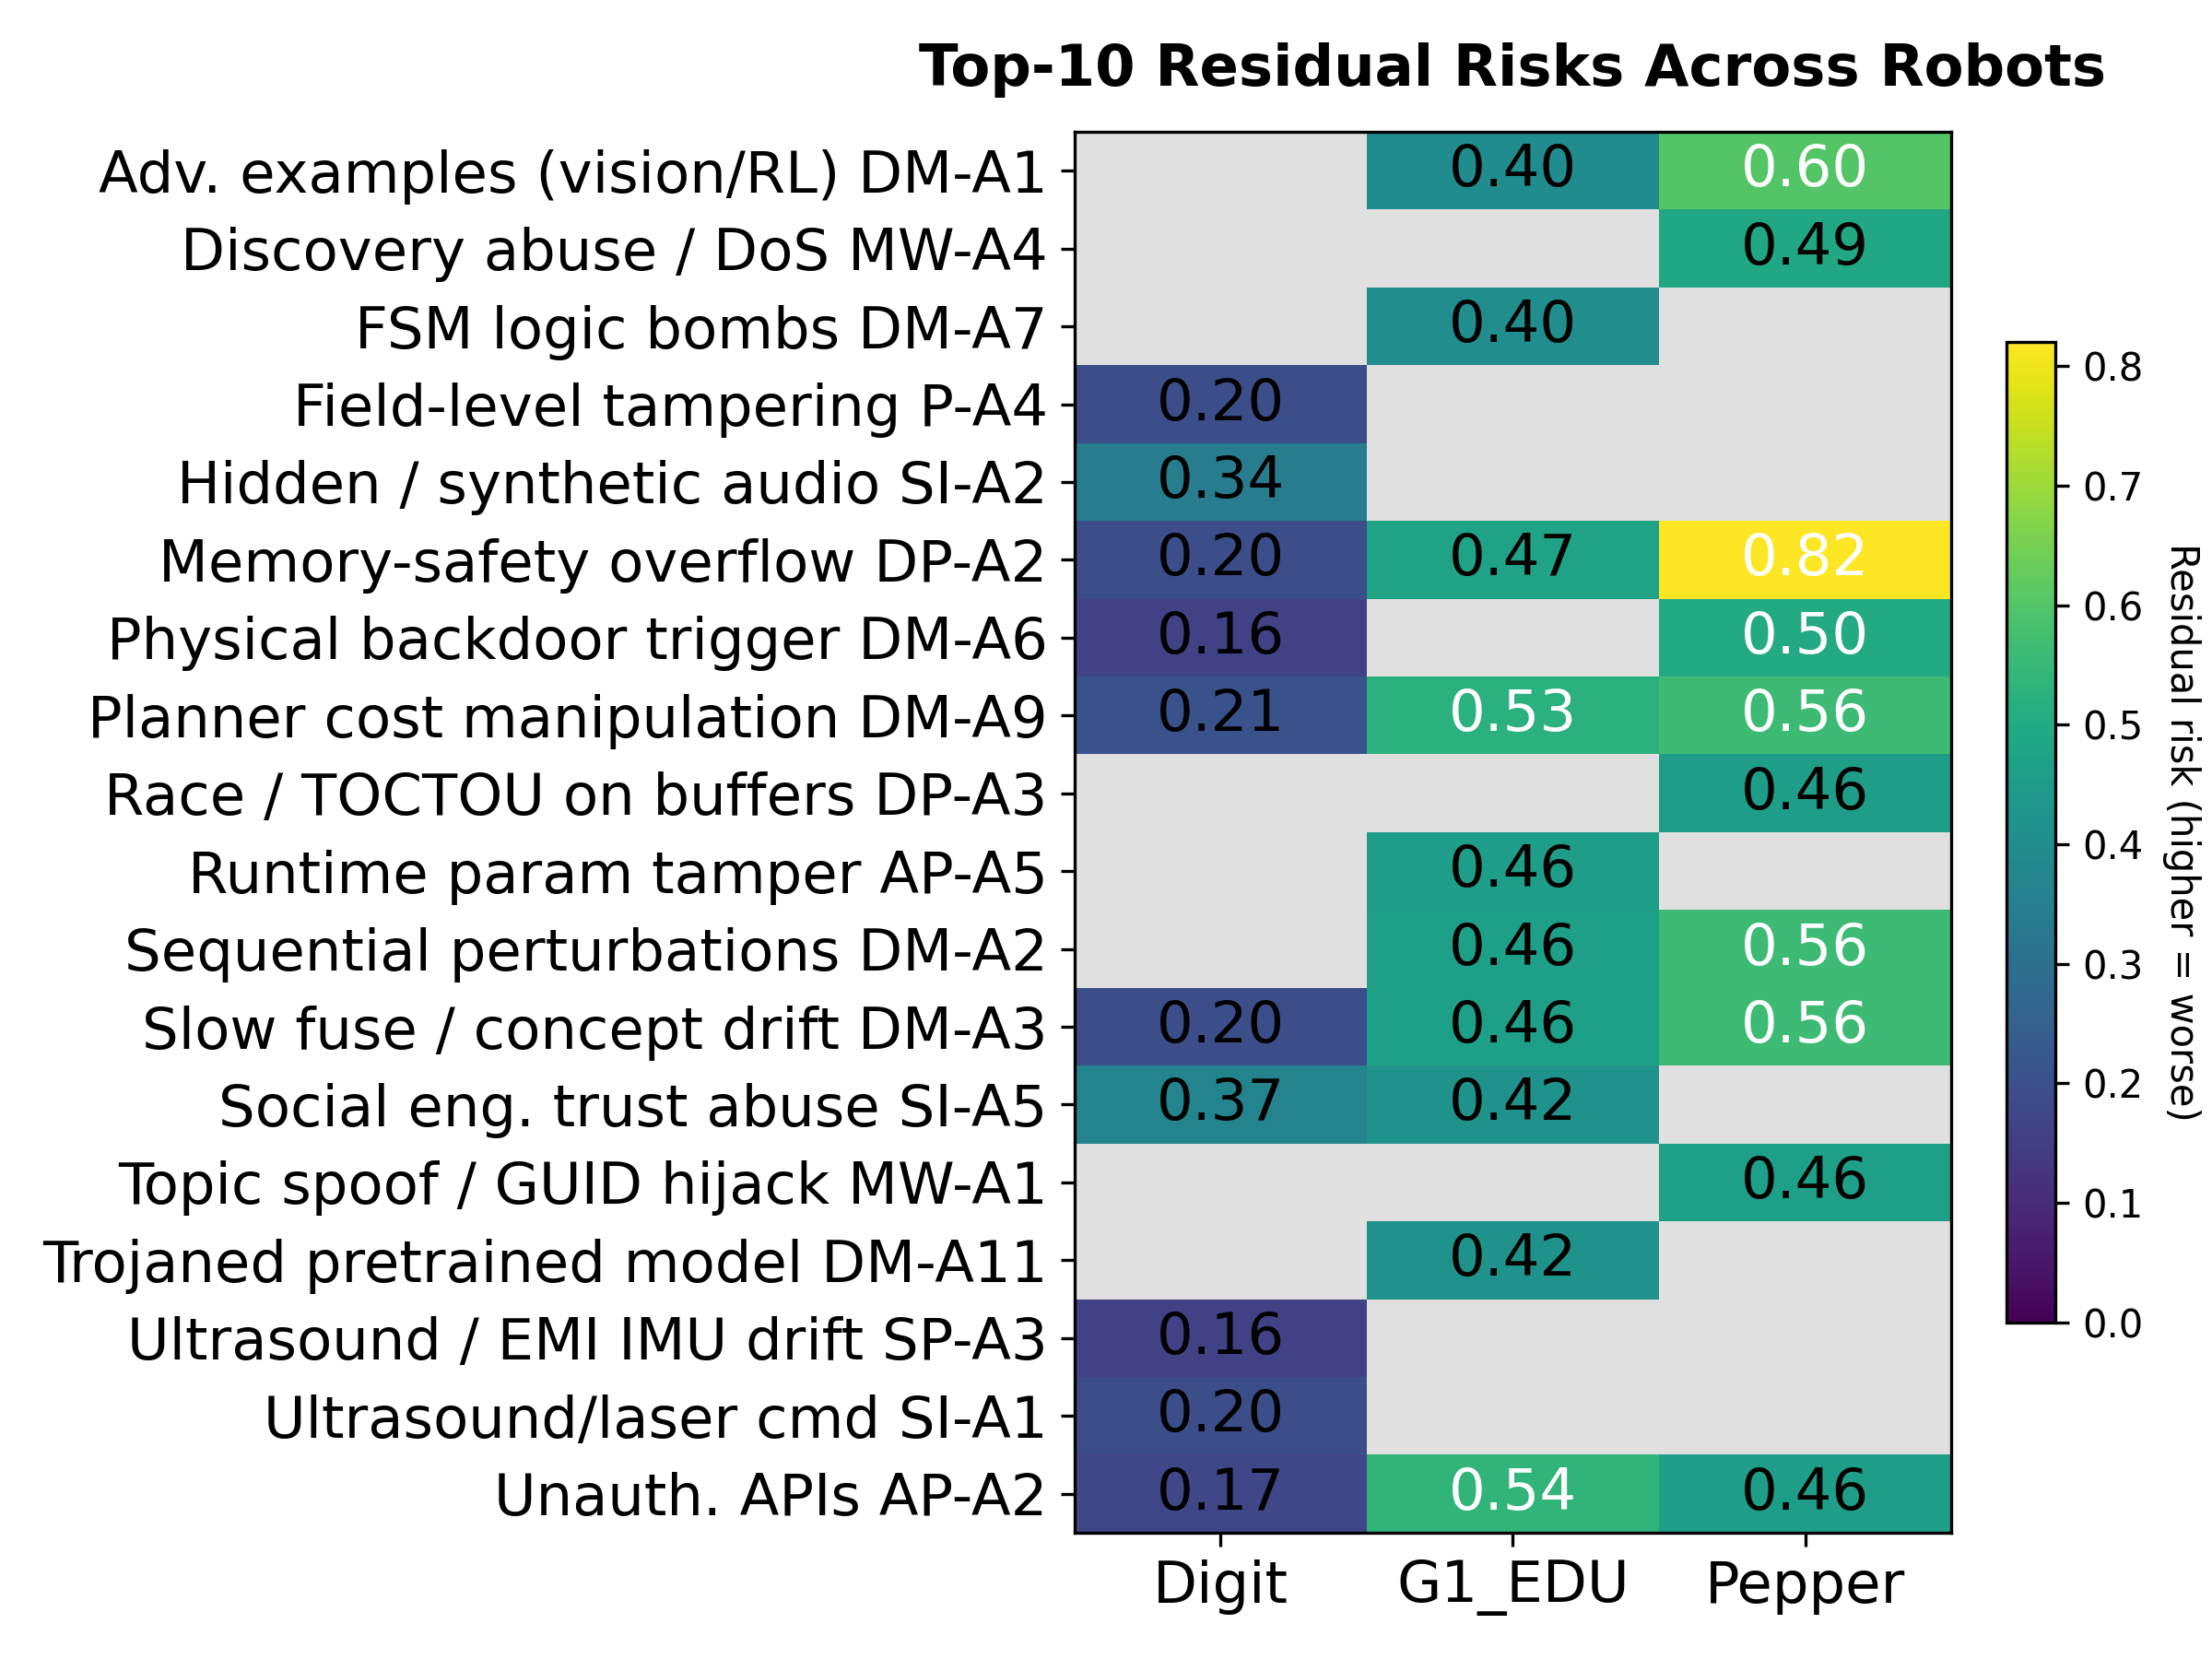 Top-10 Residual Risks Across Robots
Adv. examples (vision/RL) DM-A1 0.40 0.60
Discovery abuse / DoS MW-A4 0.49
FSM logic bombs DM-A7 0.40
Field-level tampering P-A4 0.20
Hidden / synthetic audio SI-A2 0.34
Memory-safety overflow DP-A2 0.20 0.47 0.82
Physical backdoor trigger DM-A6 0.16 0.50
Planner cost manipulation DM-A9 0.21 0.53 0.56
Race / TOCTOU on buffers DP-A3 0.46
Runtime param tamper AP-A5 0.46
Sequential perturbations DM-A2 0.46 0.56
Slow fuse / concept drift DM-A3 0.20 0.46 0.56
Social eng. trust abuse SI-A5 0.37 0.42
Topic spoof / GUID hijack MW-A1 0.46
Trojaned pretrained model DM-A11 0.42
Ultrasound / EMI IMU drift SP-A3 0.16
Ultrasound/laser cmd SI-A1 0.20
Unauth. APIs AP-A2 0.17 0.54 0.46
Digit G1_EDU Pepper
0.8
0.7
0.6
0.5
0.4
0.3
0.2
0.1
0.0
Residual risk (higher = worse)